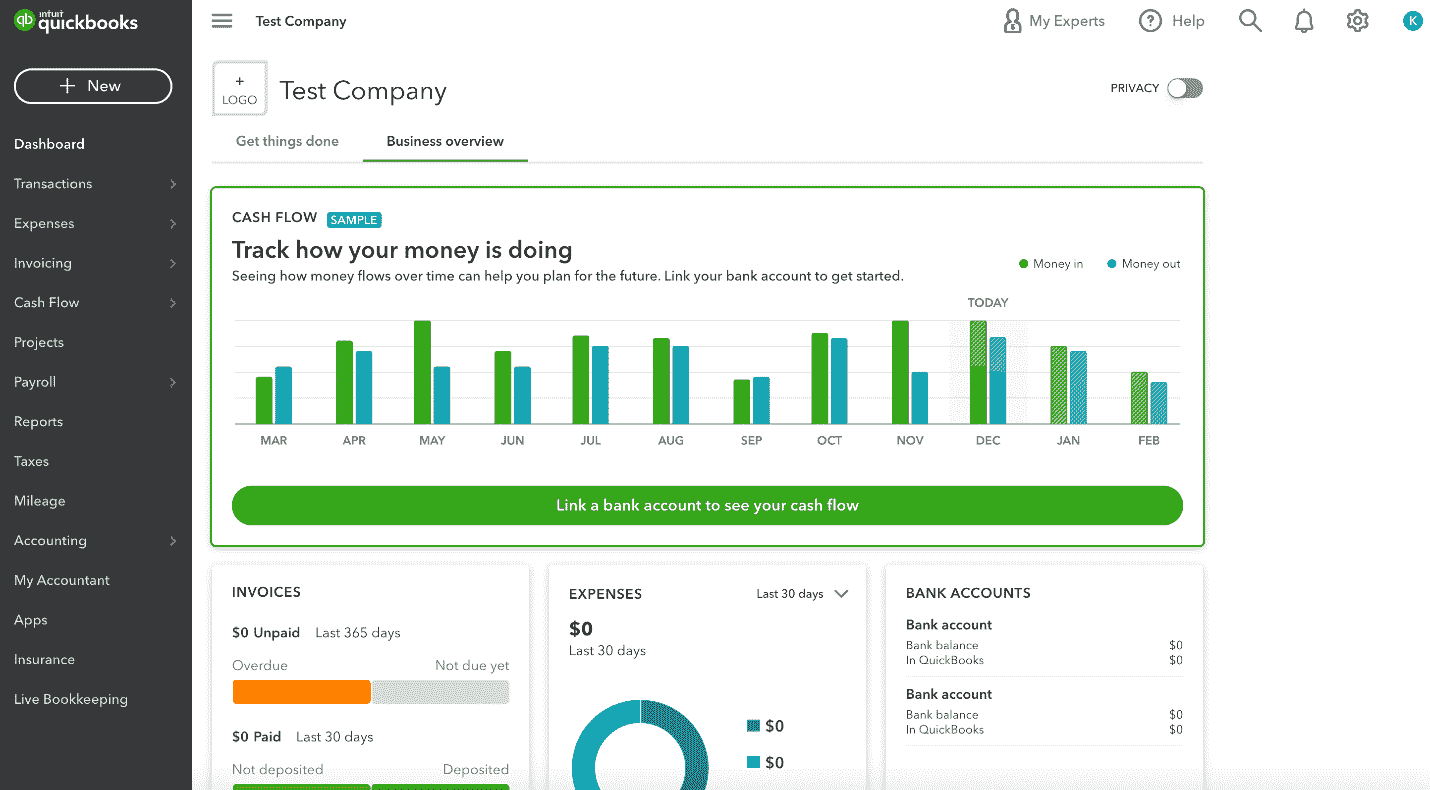 intuit
quickbooks
Test Company
My Experts
Help
K
New
+
LOGO
Test Company
PRIVACY
Get things done
Business overview
Dashboard
Transactions
Expenses
Invoicing
Cash Flow
Projects
Payroll
Reports
Taxes
Mileage
Accounting
My Accountant
Apps
Insurance
Live Bookkeeping
CASH FLOW SAMPLE
Track how your money is doing
Seeing how money flows over time can help you plan for the future. Link your bank account to get started.
Money in Money out
TODAY
MAR APR MAY JUN JUL AUG SEP OCT NOV DEC JAN FEB
Link a bank account to see your cash flow
INVOICES
$0 Unpaid Last 365 days
Overdue Not due yet
$0 Paid Last 30 days
Not deposited Deposited
EXPENSES Last 30 days
$0
Last 30 days
$0
$0
BANK ACCOUNTS
Bank account
Bank balance $0
In QuickBooks $0
Bank account
Bank balance $0
In QuickBooks $0